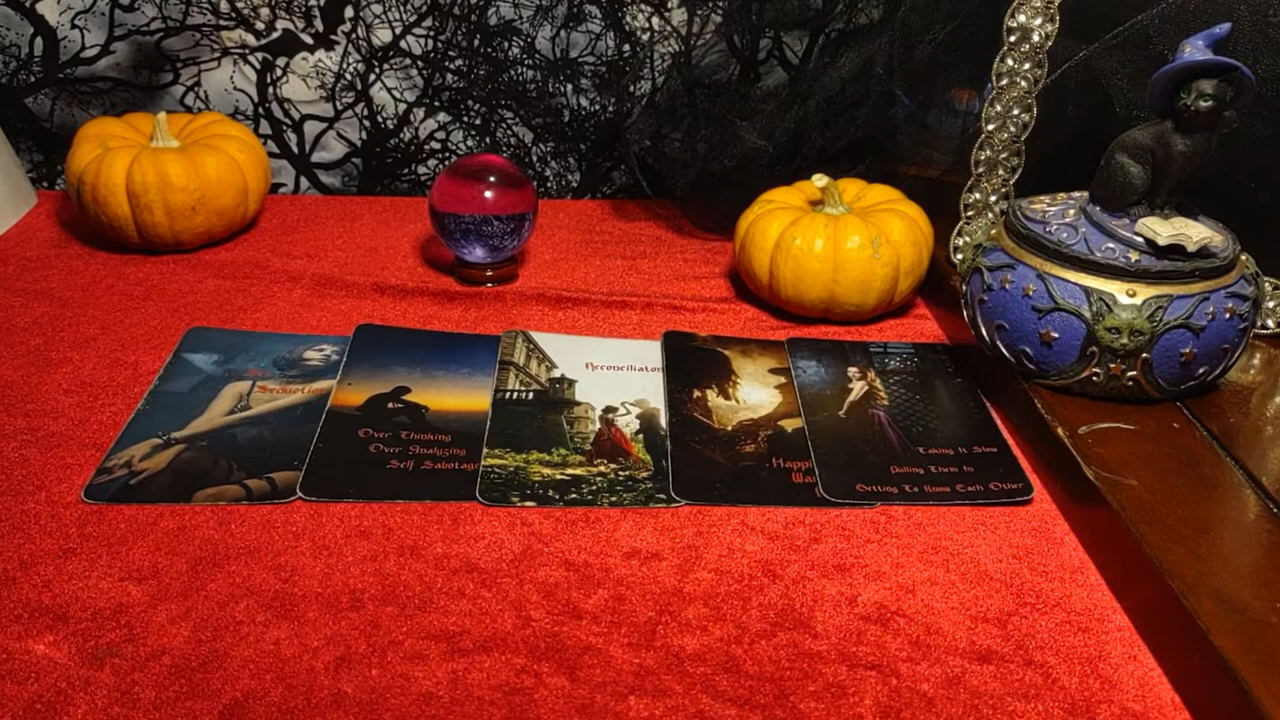 Seduction
Over Thinking
Over Analyzing
Self Sabotage
Reconciliaton
Happi
Wa
Taking It Slow
Pulling Them to
Getting To Know Each Other